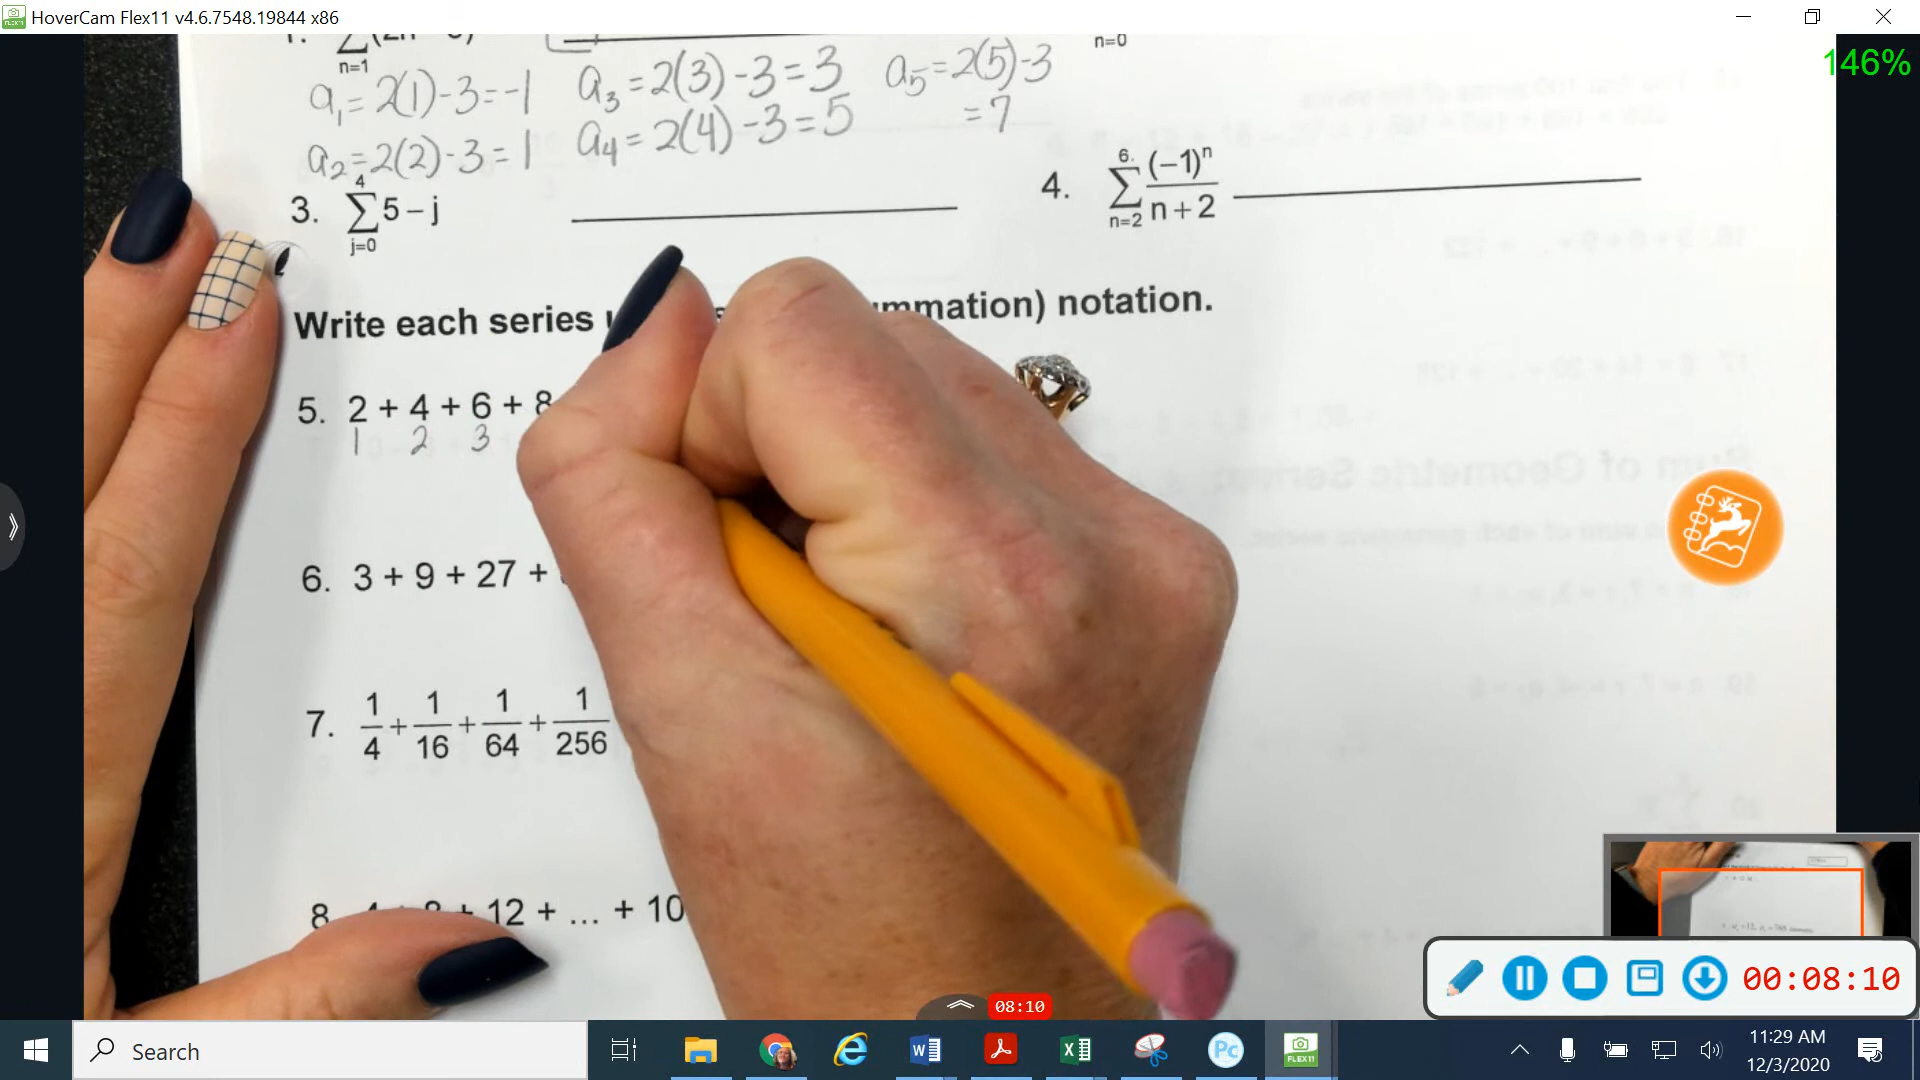 HoverCam Flex11 v4.6.7548.19844 x86
146%
n=1
n=0
a₁ = 2(1)-3 = -1
a₃ = 2(3)-3 = 3
a₅ = 2(5)-3
= 7
a₂ = 2(2)-3 = 1
a₄ = 2(4)-3 = 5
3. 4 ∑ 5 – j j=0
4. 6. ∑ (–1)ⁿ / n + 2 n=2
Write each series
mmation) notation.
5. 2 + 4 + 6 + 8
1 2 3
6. 3 + 9 + 27 +
7. 1/4 + 1/16 + 1/64 + 1/256
8. + 12 + ... + 10
00:08:10
08:10
Search
FLEX11
11:29 AM
12/3/2020